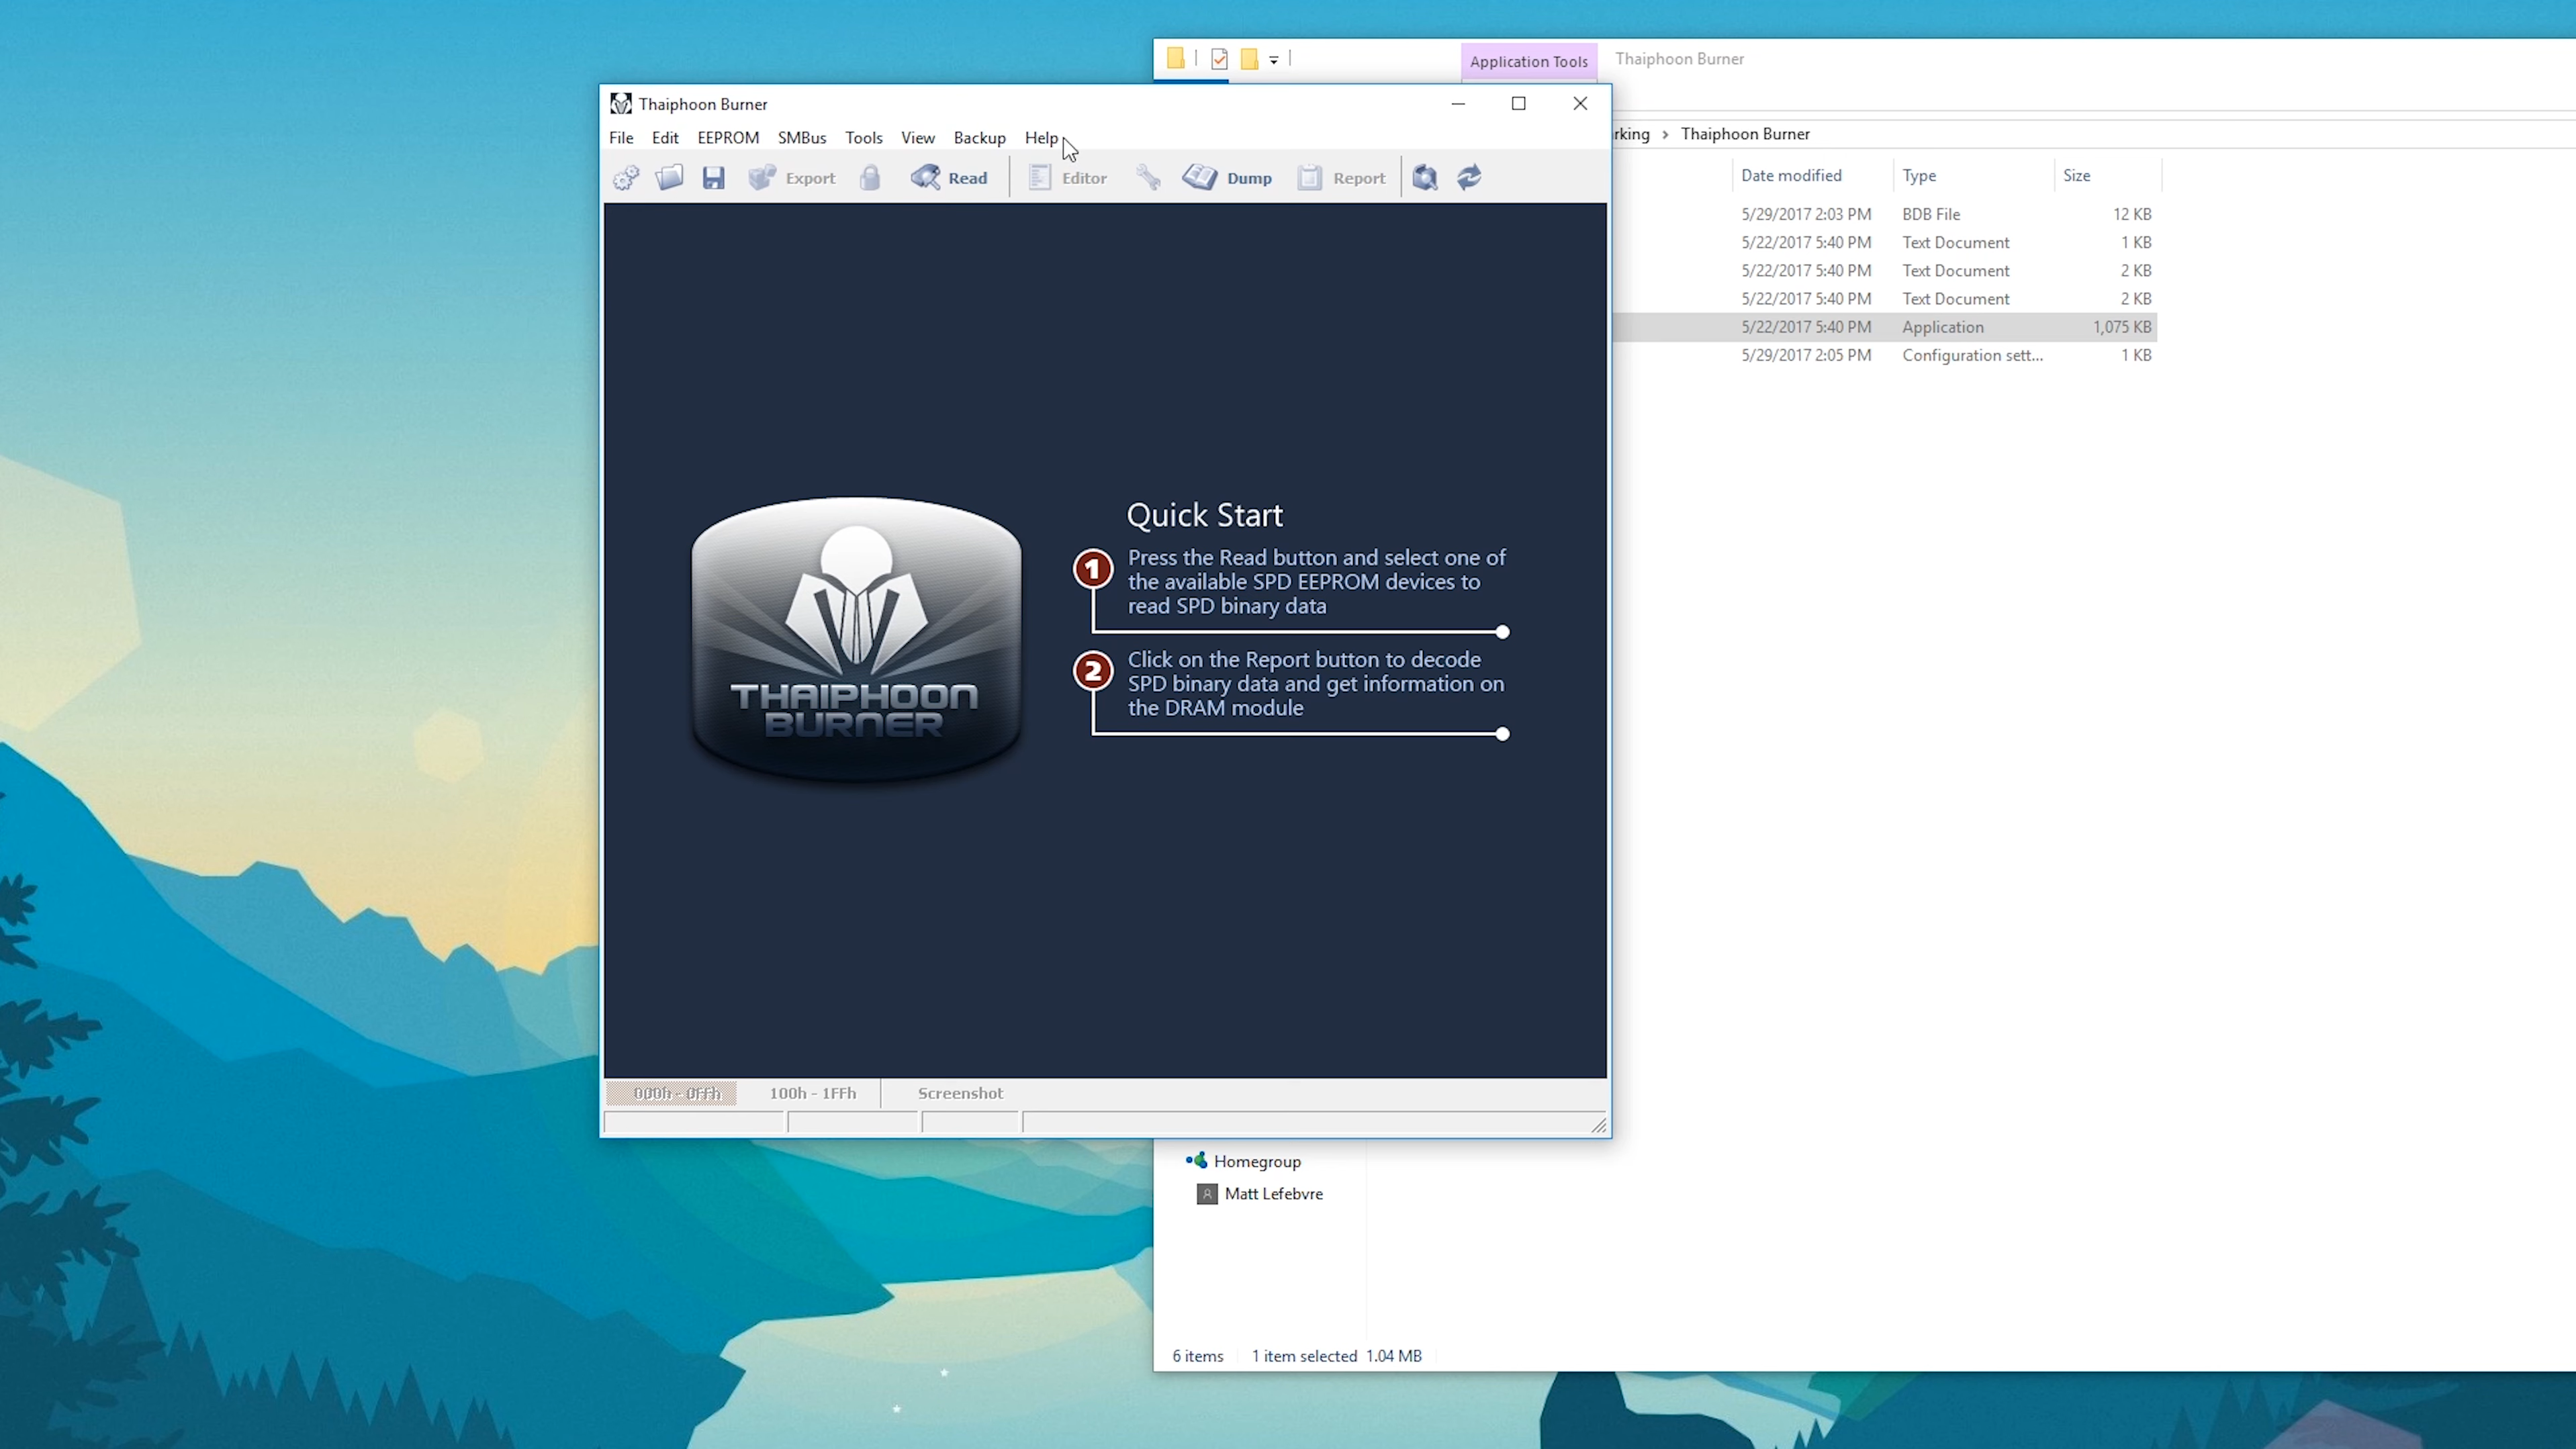 Application Tools
Thaiphoon Burner
Thaiphoon Burner
File Edit EEPROM SMBus Tools View Backup Help
rking > Thaiphoon Burner
Export Read Editor Dump Report
Date modified Type Size
5/29/2017 2:03 PM BDB File 12 KB
5/22/2017 5:40 PM Text Document 1 KB
5/22/2017 5:40 PM Text Document 2 KB
5/22/2017 5:40 PM Text Document 2 KB
5/22/2017 5:40 PM Application 1,075 KB
5/29/2017 2:05 PM Configuration sett... 1 KB
THAIPHOON
BURNER
Quick Start
1 Press the Read button and select one of
the available SPD EEPROM devices to
read SPD binary data
2 Click on the Report button to decode
SPD binary data and get information on
the DRAM module
000h - 0FFh 100h - 1FFh Screenshot
Homegroup
Matt Lefebvre
6 items 1 item selected 1.04 MB